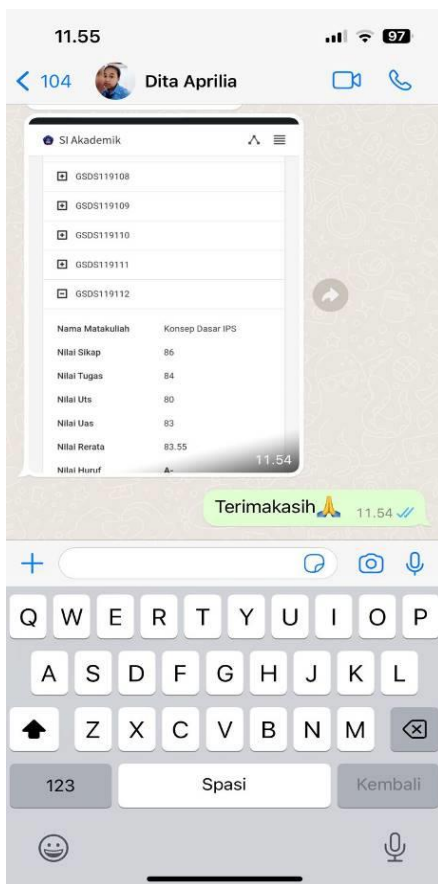 11.55
97
104 Dita Aprilia
SI Akademik
GSDS119108
GSDS119109
GSDS119110
GSDS119111
GSDS119112
Nama Matakuliah Konsep Dasar IPS
Nilai Sikap 86
Nilai Tugas 84
Nilai Uts 80
Nilai Uas 83
Nilai Rerata 83.55
Nilai Huruf A-
11.54
Terimakasih🙏 11.54
Q W E R T Y U I O P
A S D F G H J K L
Z X C V B N M
123 Spasi Kembali